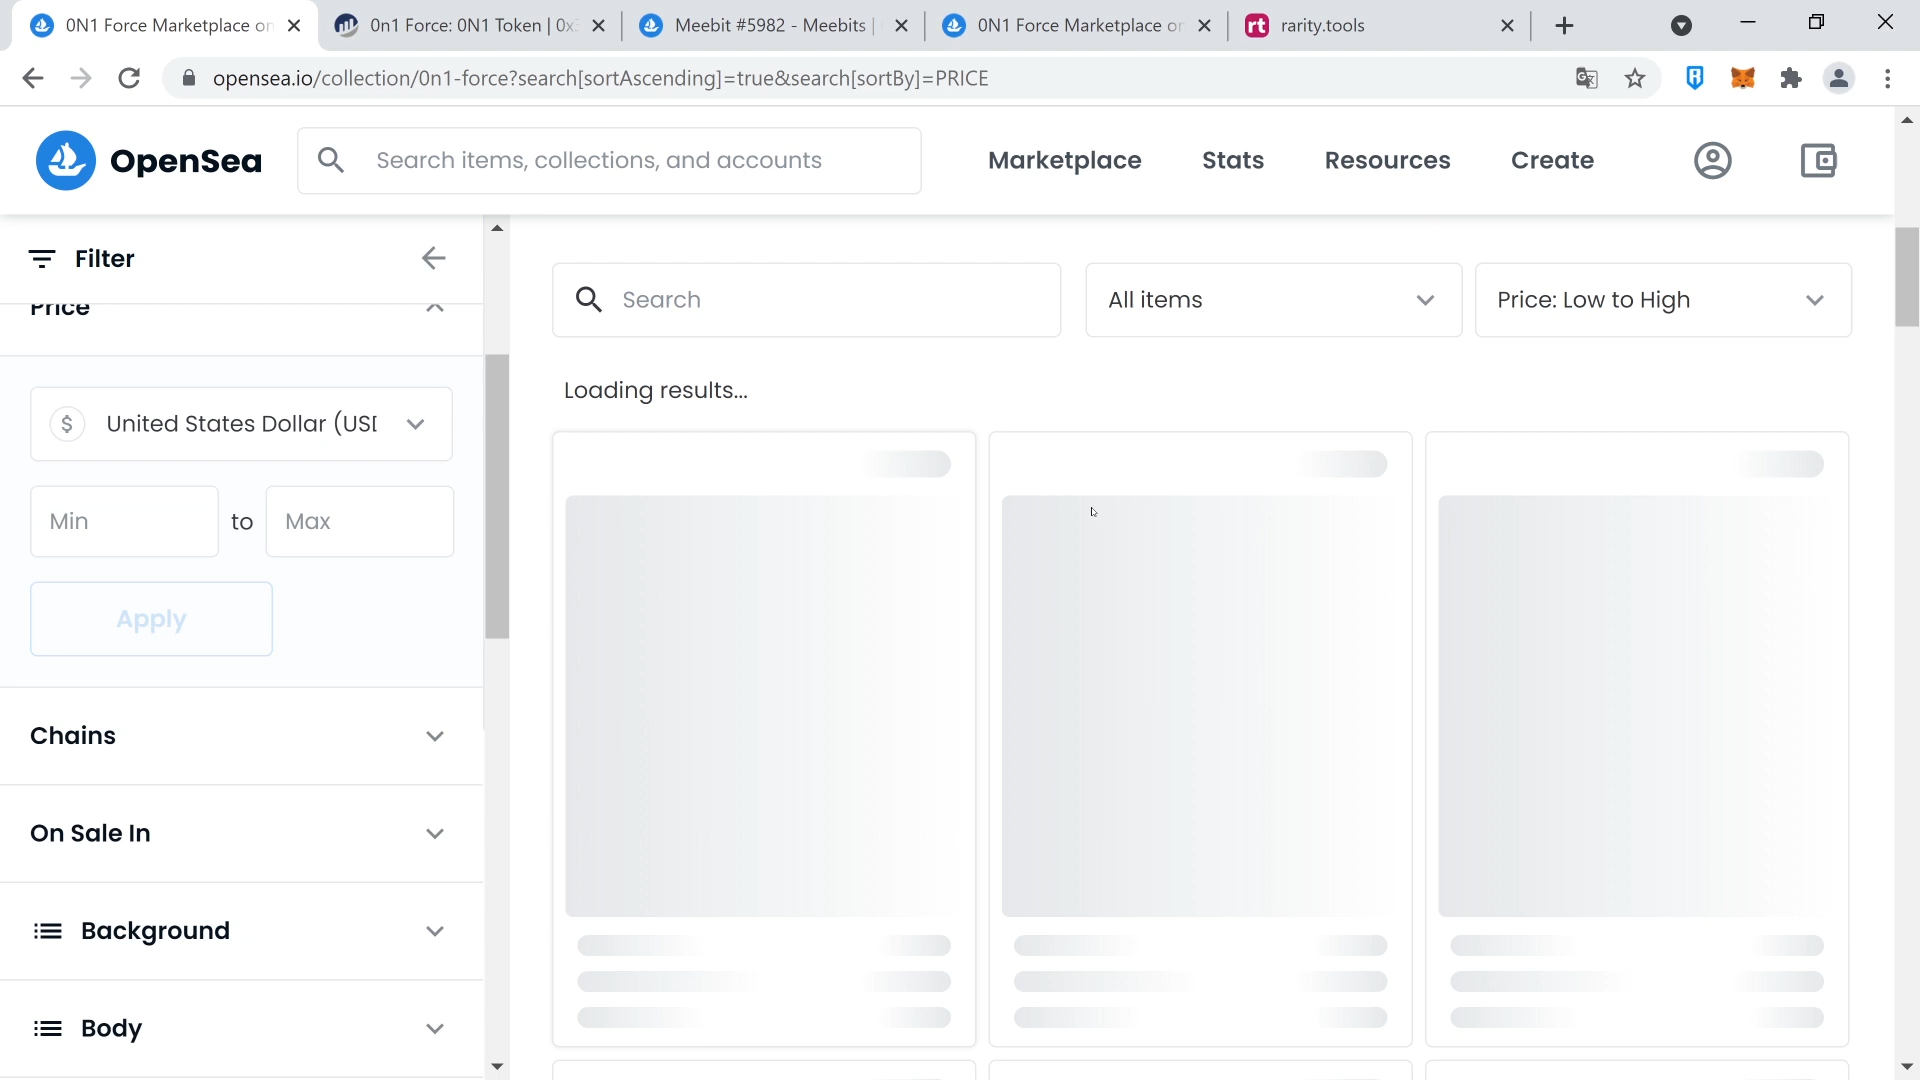 0N1 Force Marketplace on
0n1 Force: 0N1 Token | 0x3
Meebit #5982 - Meebits |
0N1 Force Marketplace on
rarity.tools
opensea.io/collection/0n1-force?search[sortAscending]=true&search[sortBy]=PRICE
OpenSea
Search items, collections, and accounts
Marketplace
Stats
Resources
Create
Filter
Price
United States Dollar (USD
Min
to
Max
Apply
Chains
On Sale In
Background
Body
Search
All items
Price: Low to High
Loading results...